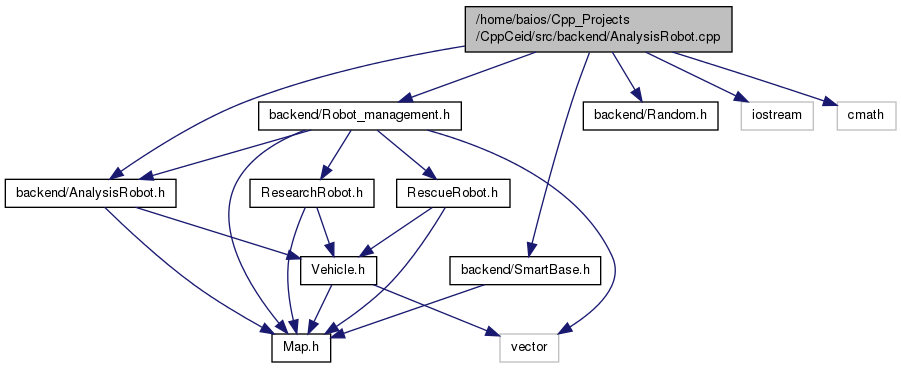 /home/baios/Cpp_Projects
/CppCeid/src/backend/AnalysisRobot.cpp
backend/Robot_management.h
backend/Random.h
iostream
cmath
backend/AnalysisRobot.h
ResearchRobot.h
RescueRobot.h
Vehicle.h
backend/SmartBase.h
Map.h
vector